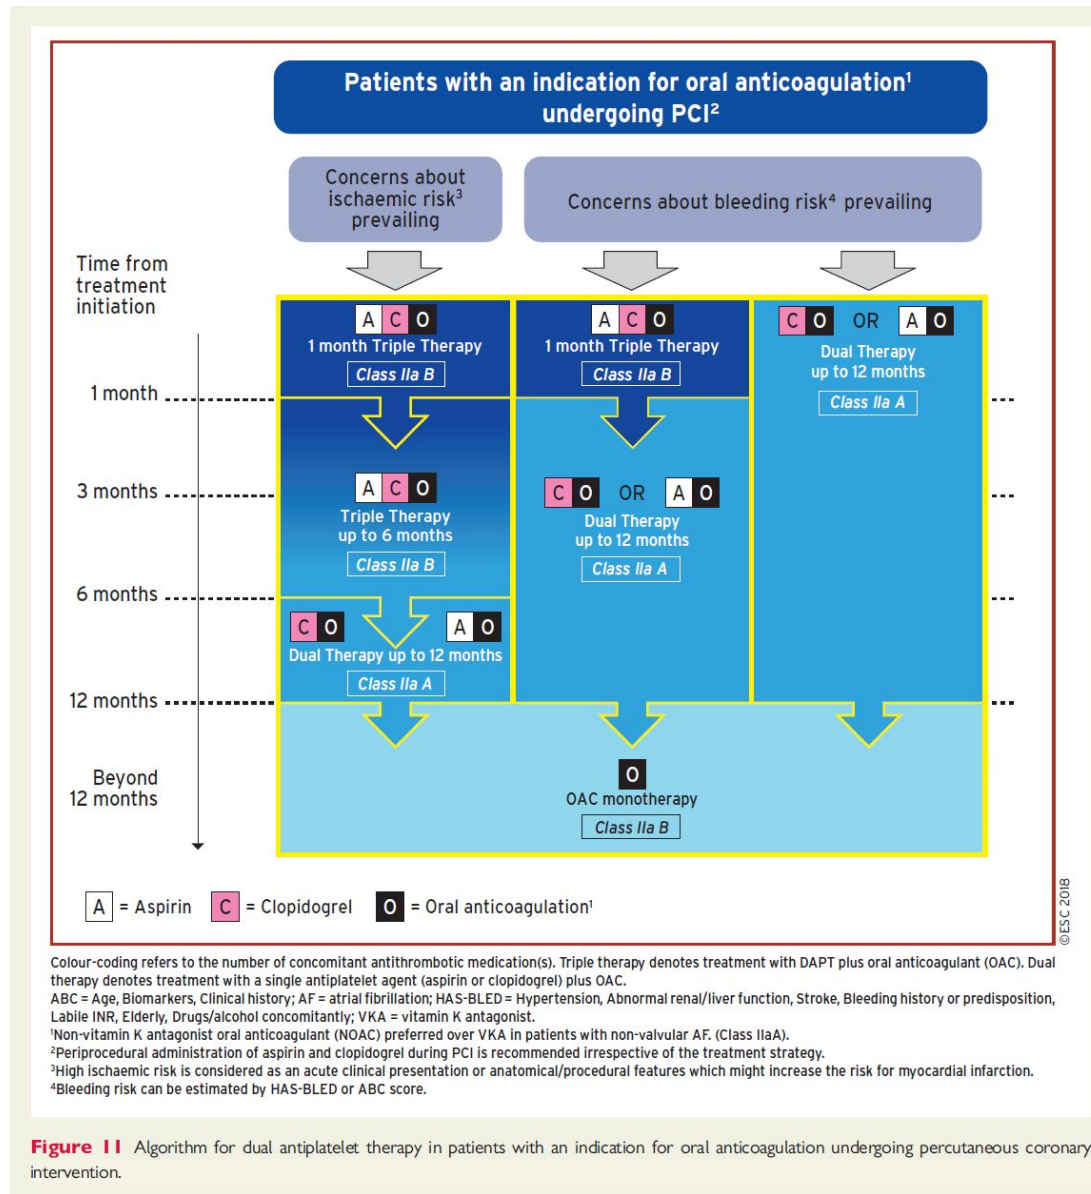 Patients with an indication for oral anticoagulation¹
undergoing PCI²
Concerns about
ischaemic risk³
prevailing
Concerns about bleeding risk⁴ prevailing
Time from
treatment
initiation
A C O
1 month Triple Therapy
Class IIa B
A C O
1 month Triple Therapy
Class IIa B
C O OR A O
Dual Therapy
up to 12 months
Class IIa A
1 month
3 months
A C O
Triple Therapy
up to 6 months
Class IIa B
C O OR A O
Dual Therapy
up to 12 months
Class IIa A
6 months
C O A O
Dual Therapy up to 12 months
Class IIa A
12 months
Beyond
12 months
O
OAC monotherapy
Class IIa B
A = Aspirin C = Clopidogrel O = Oral anticoagulation¹
©ESC 2018
Colour-coding refers to the number of concomitant antithrombotic medication(s). Triple therapy denotes treatment with DAPT plus oral anticoagulant (OAC). Dual
therapy denotes treatment with a single antiplatelet agent (aspirin or clopidogrel) plus OAC.
ABC = Age, Biomarkers, Clinical history; AF = atrial fibrillation; HAS-BLED = Hypertension, Abnormal renal/liver function, Stroke, Bleeding history or predisposition,
Labile INR, Elderly, Drugs/alcohol concomitantly; VKA = vitamin K antagonist.
¹Non-vitamin K antagonist oral anticoagulant (NOAC) preferred over VKA in patients with non-valvular AF. (Class IIaA).
²Periprocedural administration of aspirin and clopidogrel during PCI is recommended irrespective of the treatment strategy.
³High ischaemic risk is considered as an acute clinical presentation or anatomical/procedural features which might increase the risk for myocardial infarction.
⁴Bleeding risk can be estimated by HAS-BLED or ABC score.
Figure 11 Algorithm for dual antiplatelet therapy in patients with an indication for oral anticoagulation undergoing percutaneous coronary
intervention.